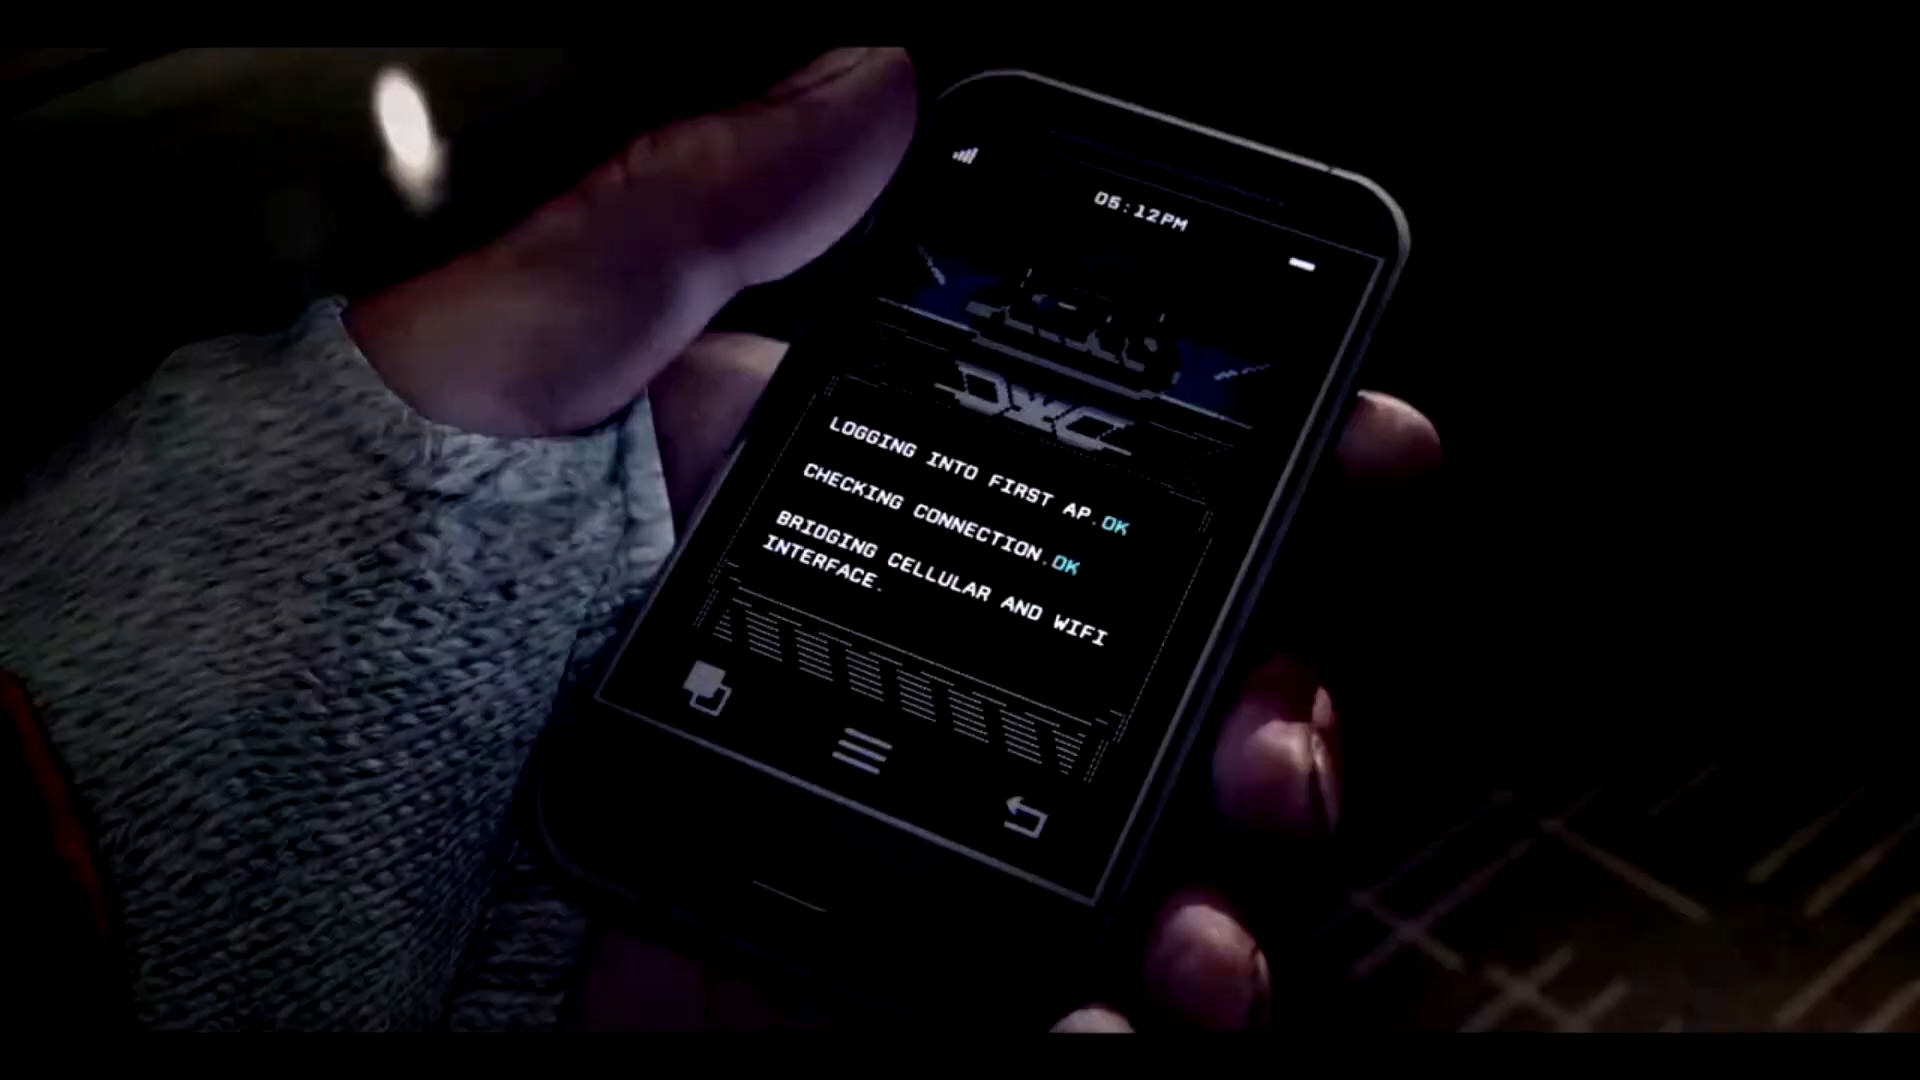 05:12PM
LOGGING INTO FIRST AP.OK
CHECKING CONNECTION.OK
BRIDGING CELLULAR AND WIFI
INTERFACE.